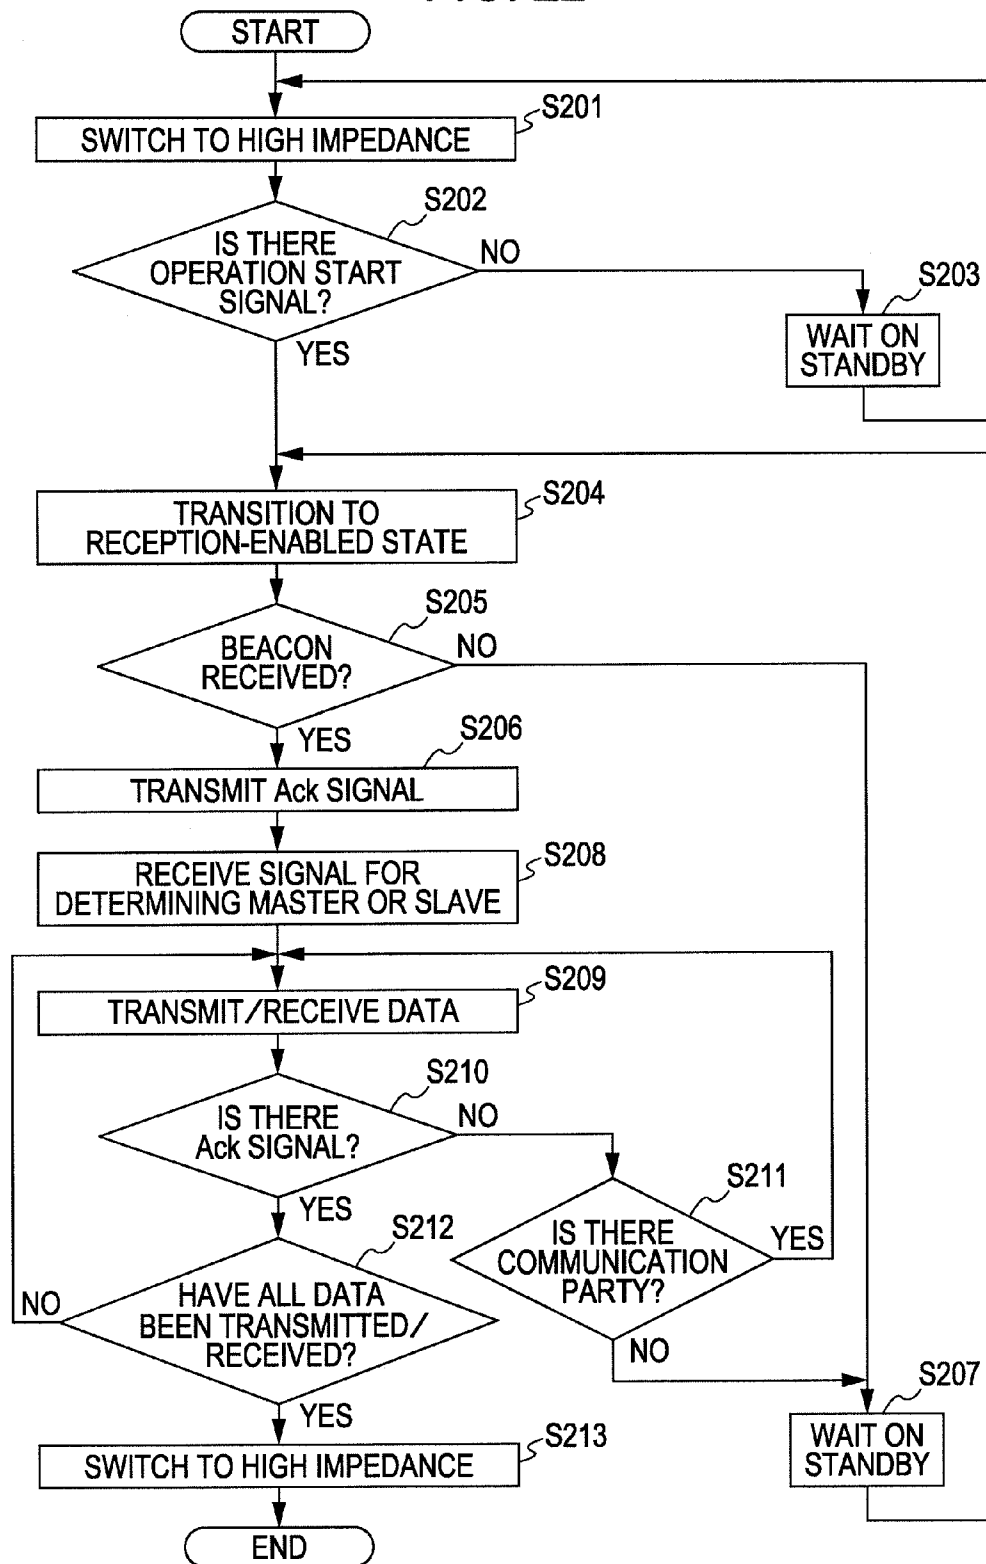 START
S201
SWITCH TO HIGH IMPEDANCE
S202
IS THERE
OPERATION START
SIGNAL?
NO
YES
S203
WAIT ON
STANDBY
S204
TRANSITION TO
RECEPTION-ENABLED STATE
S205
BEACON
RECEIVED?
NO
YES
S206
TRANSMIT Ack SIGNAL
S208
RECEIVE SIGNAL FOR
DETERMINING MASTER OR SLAVE
S209
TRANSMIT/RECEIVE DATA
S210
IS THERE
Ack SIGNAL?
NO
YES
S211
IS THERE
COMMUNICATION
PARTY?
YES
NO
S212
HAVE ALL DATA
BEEN TRANSMITTED/
RECEIVED?
NO
YES
S207
WAIT ON
STANDBY
S213
SWITCH TO HIGH IMPEDANCE
END